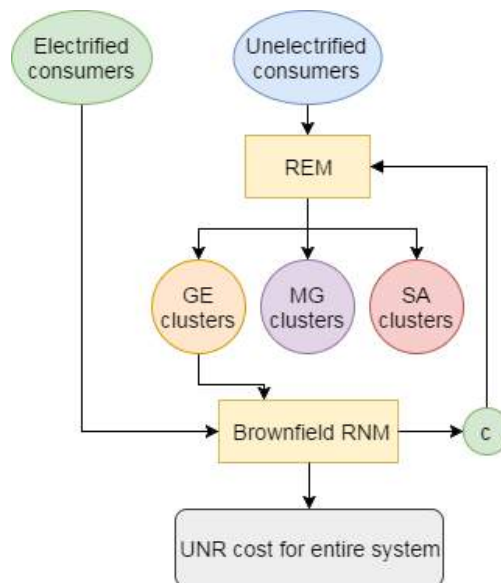 Electrified
consumers
Unelectrified
consumers
REM
GE
clusters
MG
clusters
SA
clusters
Brownfield RNM
c
UNR cost for entire system